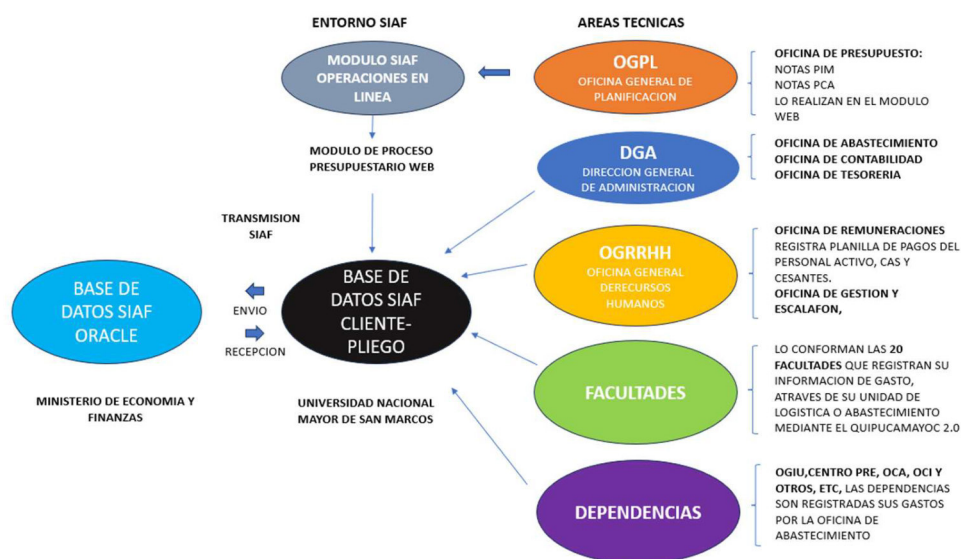 ENTORNO SIAF
AREAS TECNICAS
MODULO SIAF
OPERACIONES EN
LINEA
OGPL
OFICINA GENERAL DE
PLANIFICACION
OFICINA DE PRESUPUESTO:
NOTAS PIM
NOTAS PCA
LO REALIZAN EN EL MODULO
WEB
MODULO DE PROCESO
PRESUPUESTARIO WEB
DGA
DIRECCION GENERAL
DE ADMINISTRACION
OFICINA DE ABASTECIMIENTO
OFICINA DE CONTABILIDAD
OFICINA DE TESORERIA
TRANSMISION
SIAF
OGRRHH
OFICINA GENERAL
DERECURSOS
HUMANOS
OFICINA DE REMUNERACIONES
REGISTRA PLANILLA DE PAGOS DEL
PERSONAL ACTIVO, CAS Y
CESANTES.
OFICINA DE GESTION Y
ESCALAFON,
BASE DE
DATOS SIAF
ORACLE
ENVIO
RECEPCION
BASE DE
DATOS SIAF
CLIENTE-
PLIEGO
MINISTERIO DE ECONOMIA Y
FINANZAS
UNIVERSIDAD NACIONAL
MAYOR DE SAN MARCOS
FACULTADES
LO CONFORMAN LAS 20
FACULTADES QUE REGISTRAN SU
INFORMACION DE GASTO,
ATRAVES DE SU UNIDAD DE
LOGISTICA O ABASTECIMIENTO
MEDIANTE EL QUIPUCAMAYOC 2.0
DEPENDENCIAS
OGIU,CENTRO PRE, OCA, OCI Y
OTROS, ETC, LAS DEPENDENCIAS
SON REGISTRADAS SUS GASTOS
POR LA OFICINA DE
ABASTECIMIENTO